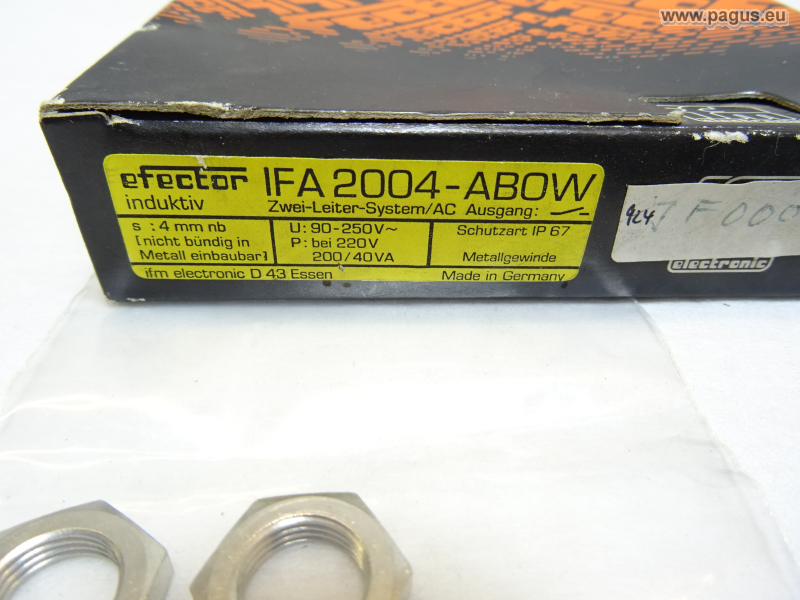 www.pagus.eu
efector IFA 2004-ABOW
induktiv Zwei-Leiter-System/AC Ausgang:
s : 4 mm nb
[nicht bündig in
Metall einbaubar]
U: 90-250V~
P: bei 220V
200/40VA
Schutzart IP 67
Metallgewinde
ifm electronic D 43 Essen Made in Germany
electronic